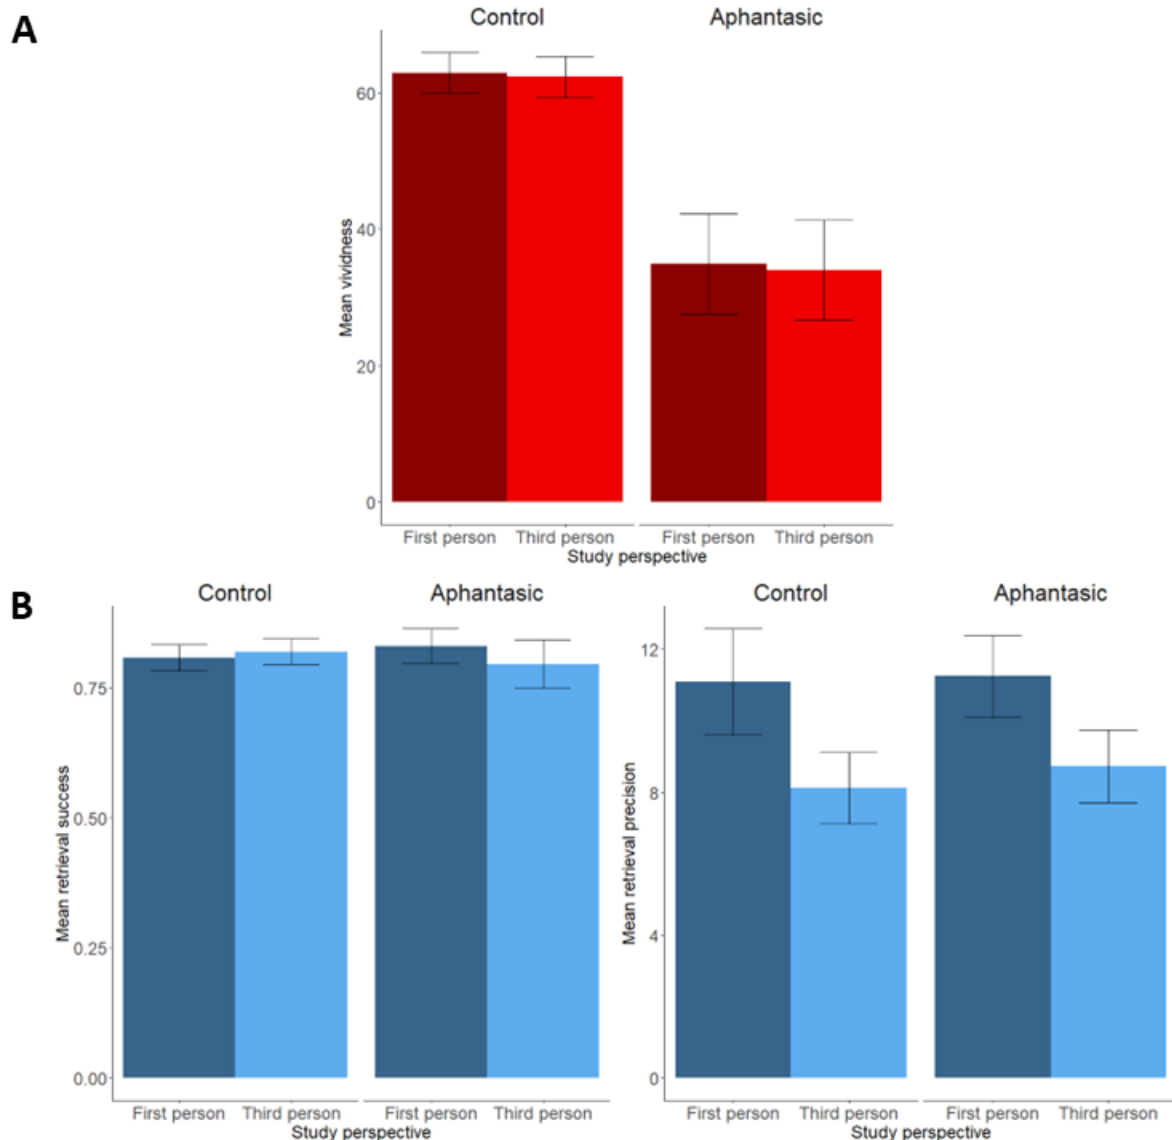 A
Control Aphantasic
Mean vividness
60
40
20
0
First person Third person First person Third person
Study perspective
B
Control Aphantasic
Mean retrieval success
0.75
0.50
0.25
0.00
First person Third person First person Third person
Study perspective
Control Aphantasic
Mean retrieval precision
12
8
4
0
First person Third person First person Third person
Study perspective